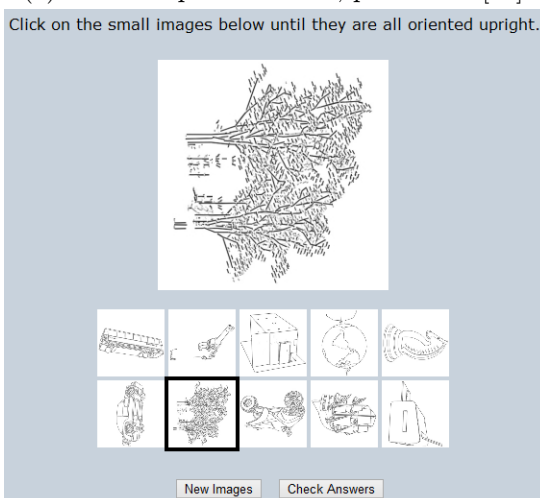 Click on the small images below until they are all oriented upright.
New Images
Check Answers